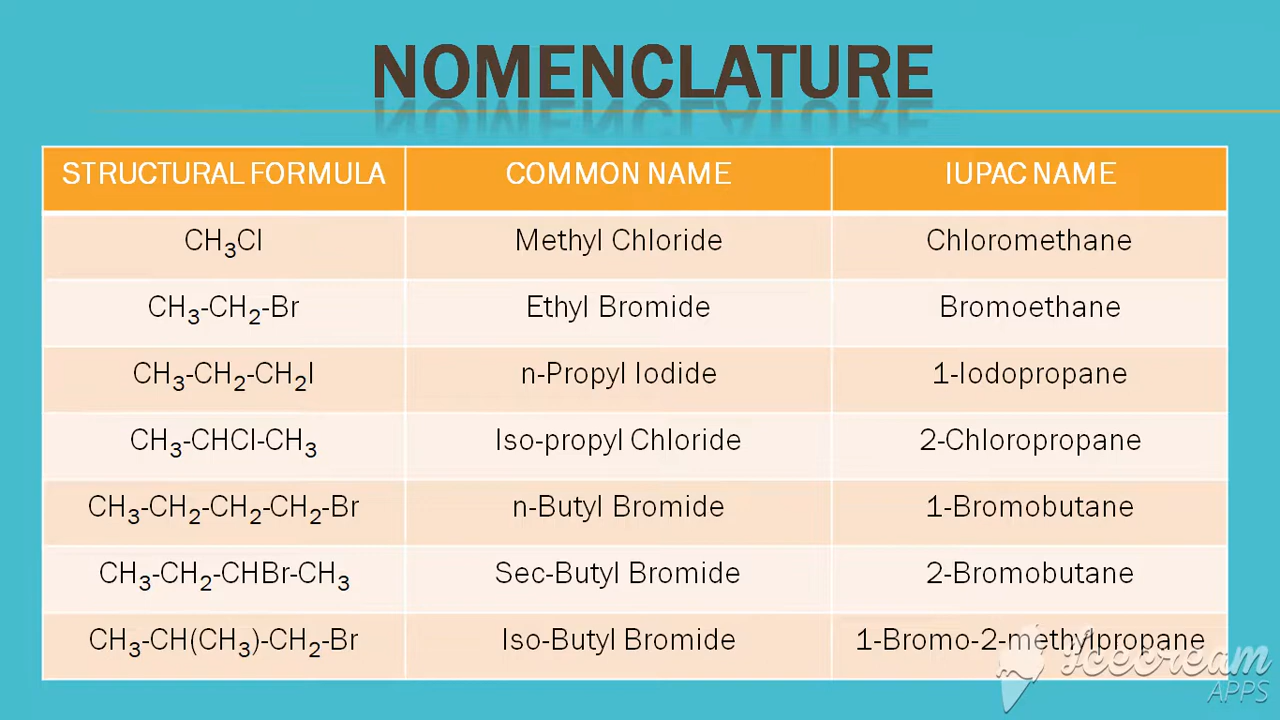 NOMENCLATURE
STRUCTURAL FORMULA COMMON NAME IUPAC NAME
CH₃Cl Methyl Chloride Chloromethane
CH₃-CH₂-Br Ethyl Bromide Bromoethane
CH₃-CH₂-CH₂I n-Propyl Iodide 1-Iodopropane
CH₃-CHCl-CH₃ Iso-propyl Chloride 2-Chloropropane
CH₃-CH₂-CH₂-CH₂-Br n-Butyl Bromide 1-Bromobutane
CH₃-CH₂-CHBr-CH₃ Sec-Butyl Bromide 2-Bromobutane
CH₃-CH(CH₃)-CH₂-Br Iso-Butyl Bromide 1-Bromo-2-methylpropane
Icecream
APPS